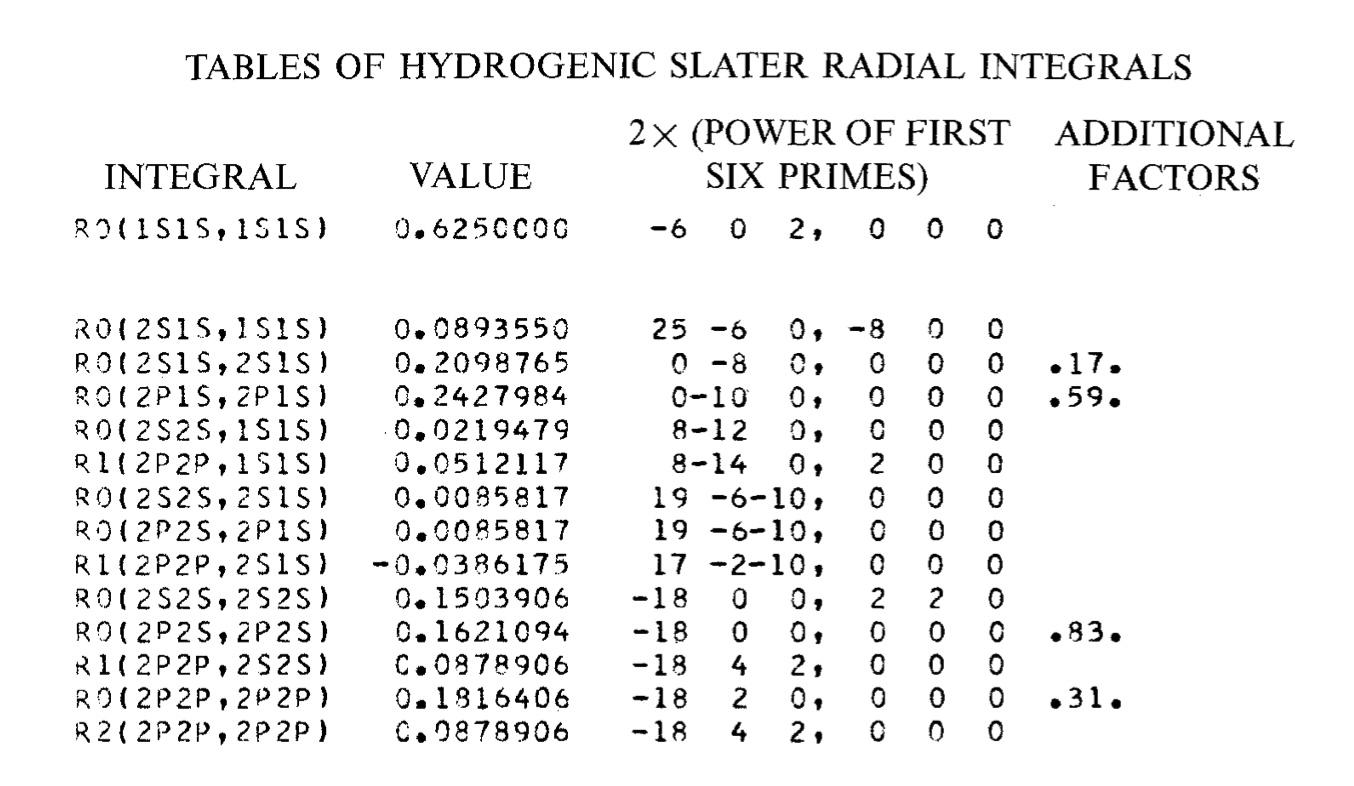 TABLES OF HYDROGENIC SLATER RADIAL INTEGRALS
2× (POWER OF FIRST ADDITIONAL
INTEGRAL VALUE SIX PRIMES) FACTORS
R0(1S1S,1S1S) 0.6250000 -6 0 2, 0 0 0
R0(2S1S,1S1S) 0.0893550 25 -6 0, -8 0 0
R0(2S1S,2S1S) 0.2098765 0 -8 0, 0 0 0 .17.
R0(2P1S,2P1S) 0.2427984 0-10 0, 0 0 0 .59.
R0(2S2S,1S1S) 0.0219479 8-12 0, 0 0 0
R1(2P2P,1S1S) 0.0512117 8-14 0, 2 0 0
R0(2S2S,2S1S) 0.0085817 19 -6-10, 0 0 0
R0(2P2S,2P1S) 0.0085817 19 -6-10, 0 0 0
R1(2P2P,2S1S) -0.0386175 17 -2-10, 0 0 0
R0(2S2S,2S2S) 0.1503906 -18 0 0, 2 2 0
R0(2P2S,2P2S) 0.1621094 -18 0 0, 0 0 0 .83.
R1(2P2P,2S2S) 0.0878906 -18 4 2, 0 0 0
R0(2P2P,2P2P) 0.1816406 -18 2 0, 0 0 0 .31.
R2(2P2P,2P2P) 0.0878906 -18 4 2, 0 0 0